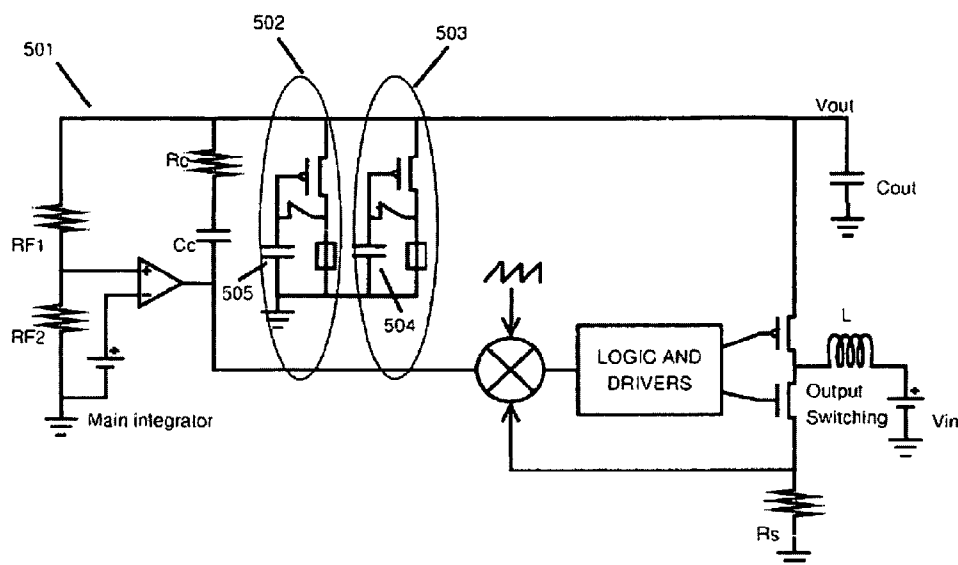 502
503
501
Vout
Rc
Cout
RF1
Cc
505
504
RF2
L
LOGIC AND
DRIVERS
Output
Switching
Vin
Main integrator
Rs